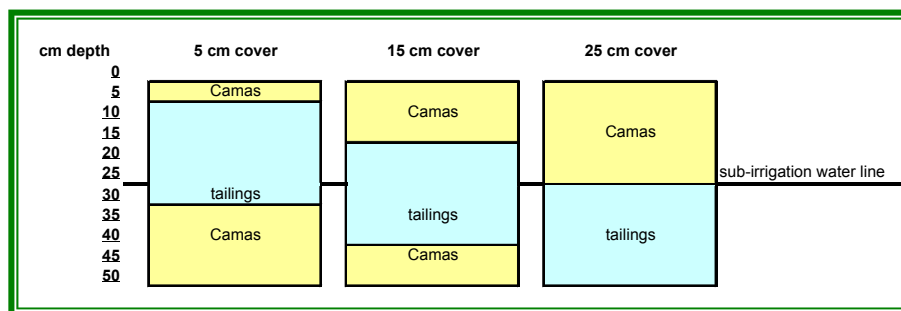 cm depth 5 cm cover 15 cm cover 25 cm cover
0
5 Camas
10 Camas
15 Camas
20
25 sub-irrigation water line
30 tailings
35 tailings
40 Camas tailings
45 Camas
50